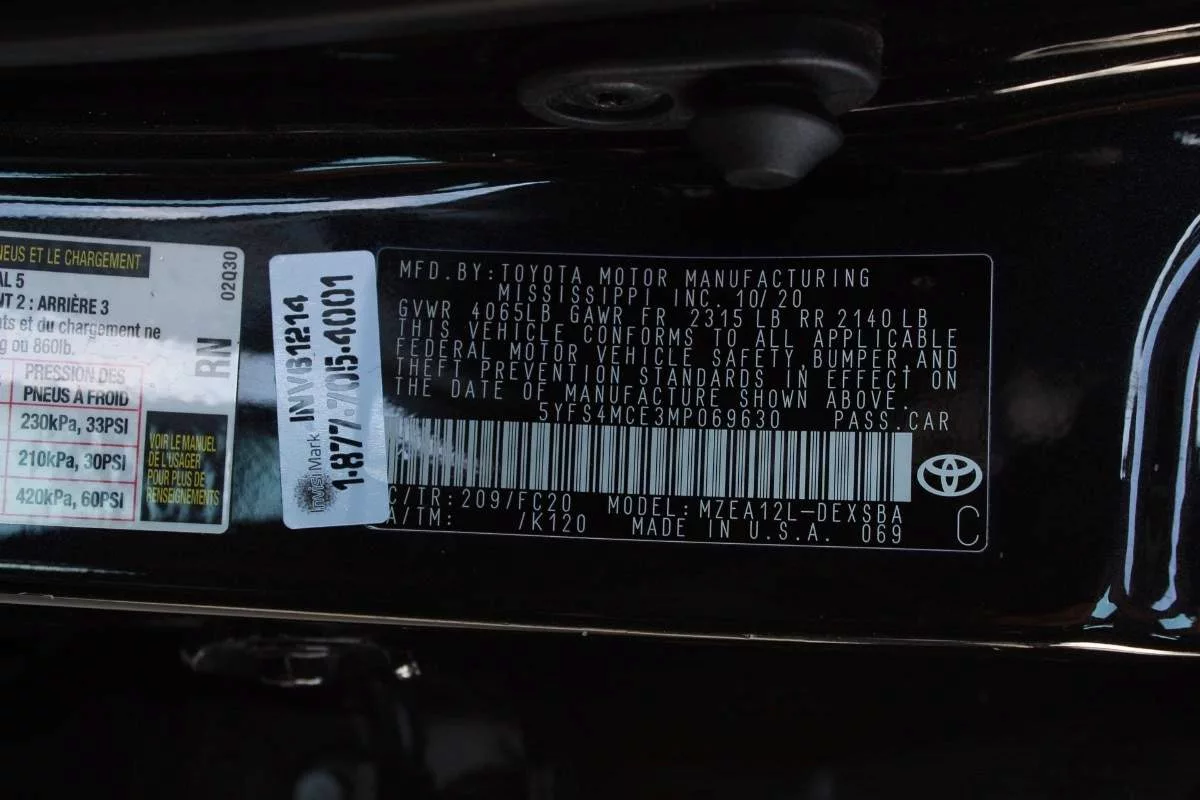 NEUS ET LE CHARGEMENT
AL 5
NT 2 : ARRIÈRE 3
nts et du chargement ne
g ou 860lb.
PRESSION DES
PNEUS À FROID
230kPa, 33PSI
210kPa, 30PSI
420kPa, 60PSI
VOIR LE MANUEL
DE L'USAGER
POUR PLUS DE
RENSEIGNEMENTS
02Q30
RN
INV81214
1-877-705-4001
Invisi Mark
MFD. BY: TOYOTA MOTOR MANUFACTURING
MISSISSIPPI INC. 10/20
GVWR 4065LB GAWR FR 2315 LB RR 2140 LB
THIS VEHICLE CONFORMS TO ALL APPLICABLE
FEDERAL MOTOR VEHICLE SAFETY, BUMPER, AND
THEFT PREVENTION STANDARDS IN EFFECT ON
THE DATE OF MANUFACTURE SHOWN ABOVE.
5YFS4MCE3MP069630 PASS. CAR
C/TR: 209/FC20 MODEL: MZEA12L-DEXSBA
A/TM: /K120 MADE IN U.S.A. 069
C